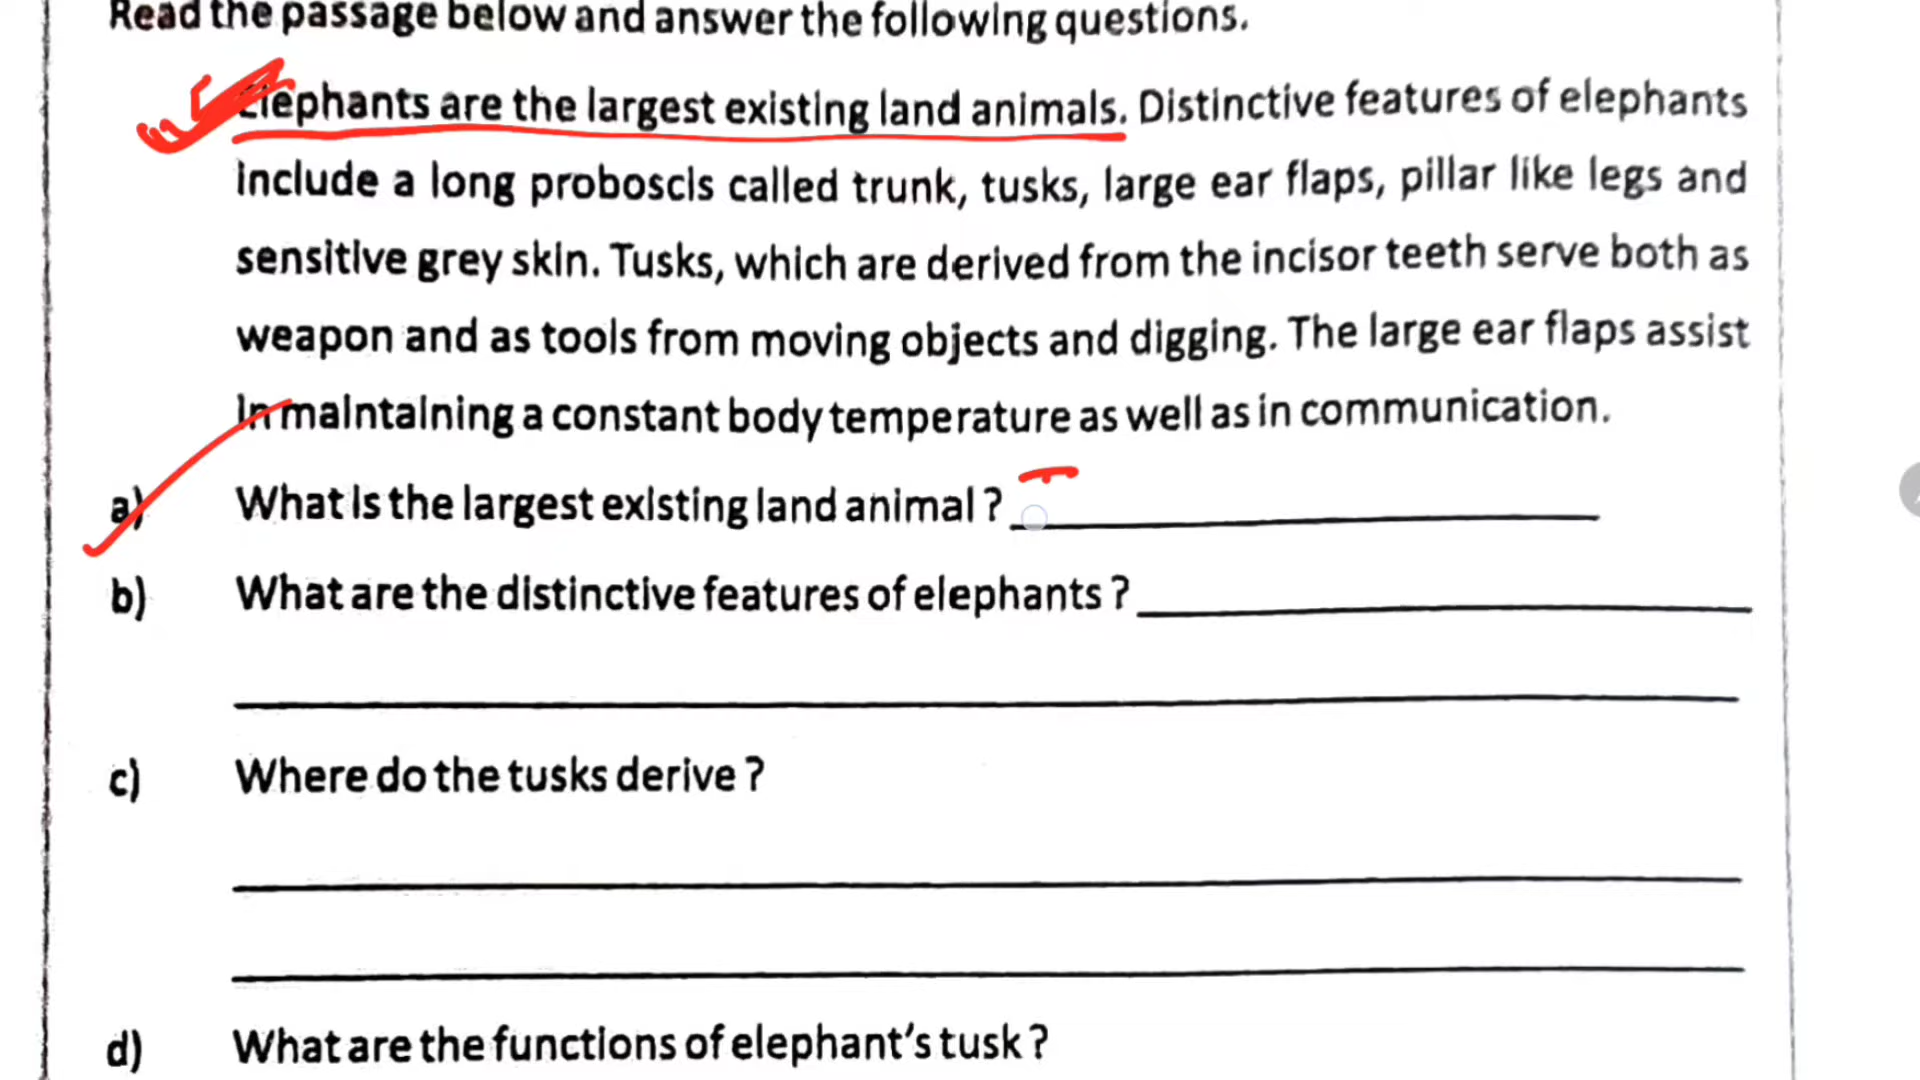 Read the passage below and answer the following questions.
Elephants are the largest existing land animals. Distinctive features of elephants
include a long proboscis called trunk, tusks, large ear flaps, pillar like legs and
sensitive grey skin. Tusks, which are derived from the incisor teeth serve both as
weapon and as tools from moving objects and digging. The large ear flaps assist
in maintaining a constant body temperature as well as in communication.
a) What is the largest existing land animal ?
b) What are the distinctive features of elephants ?
c) Where do the tusks derive ?
d) What are the functions of elephant's tusk ?